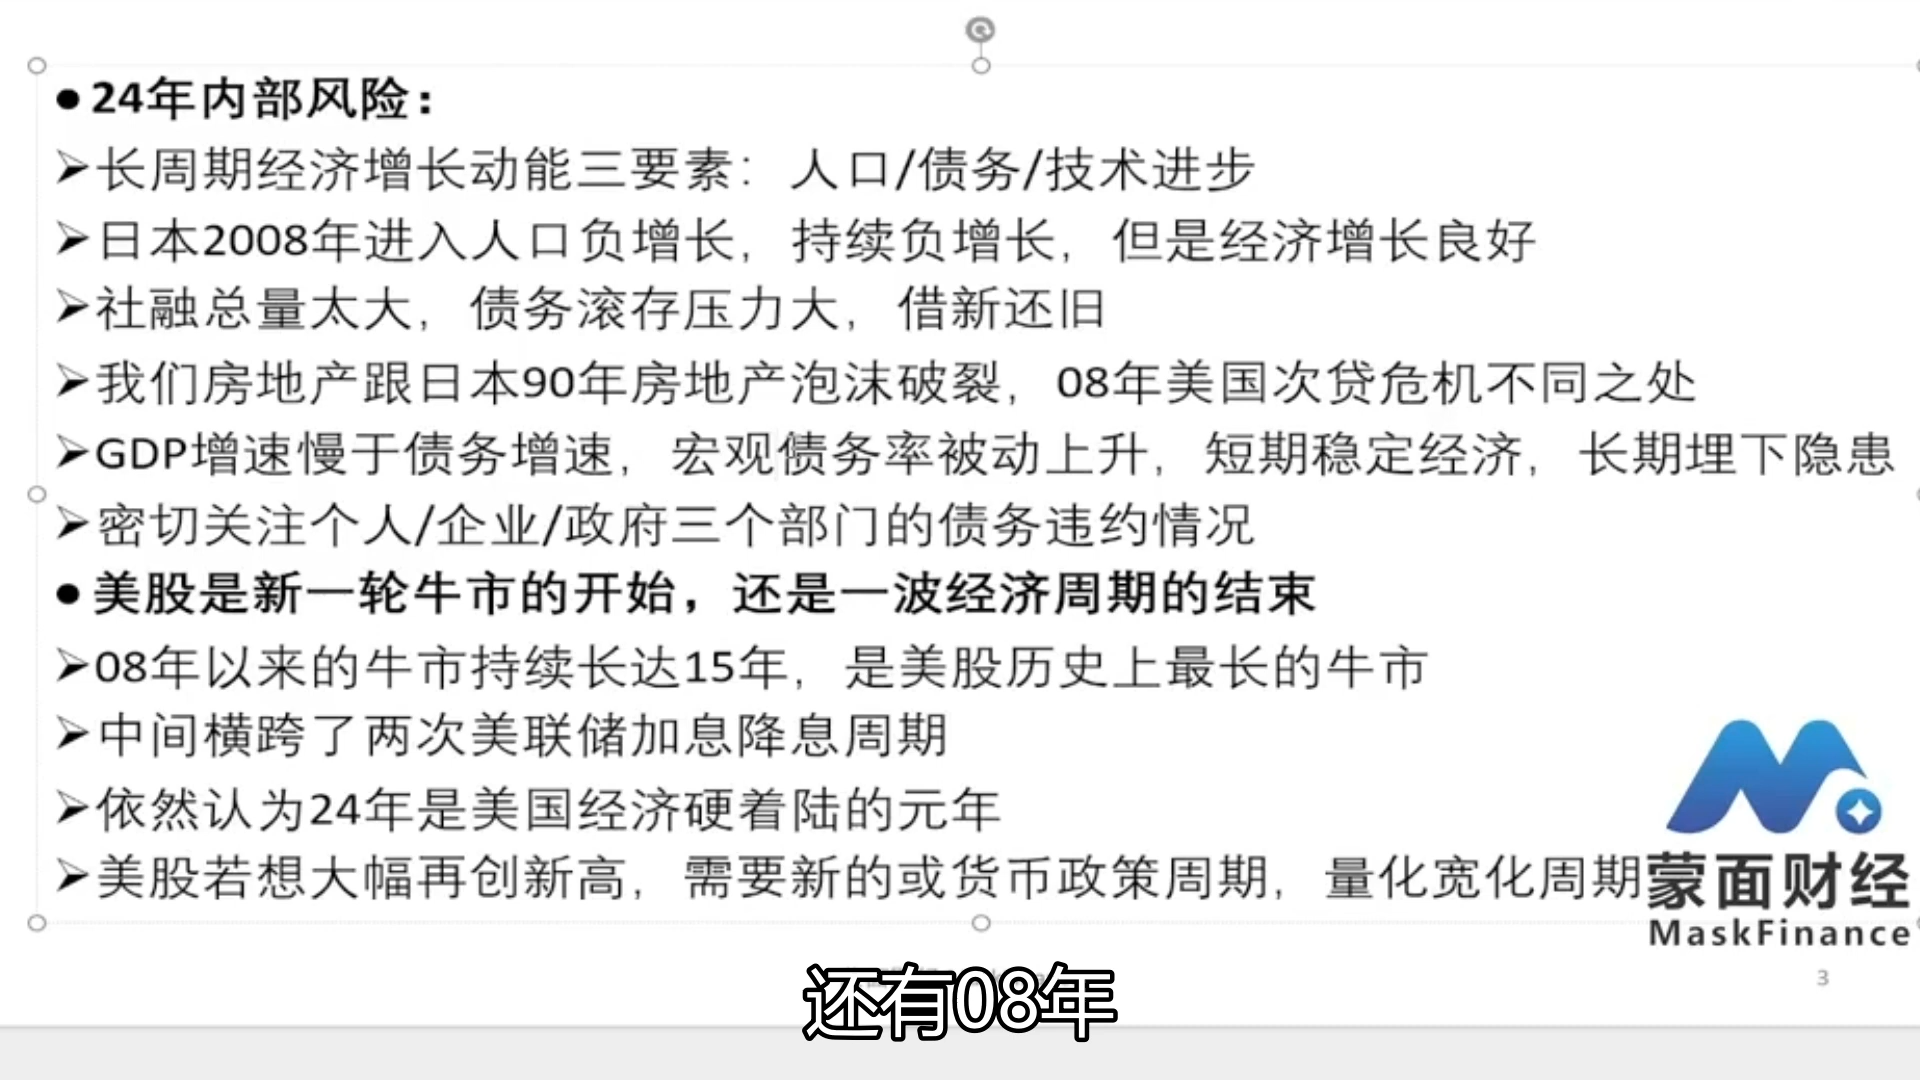 ●24年内部风险：
➢长周期经济增长动能三要素：人口/债务/技术进步
➢日本2008年进入人口负增长，持续负增长，但是经济增长良好
➢社融总量太大，债务滚存压力大，借新还旧
➢我们房地产跟日本90年房地产泡沫破裂，08年美国次贷危机不同之处
➢GDP增速慢于债务增速，宏观债务率被动上升，短期稳定经济，长期埋下隐患
➢密切关注个人/企业/政府三个部门的债务违约情况
●美股是新一轮牛市的开始，还是一波经济周期的结束
➢08年以来的牛市持续长达15年，是美股历史上最长的牛市
➢中间横跨了两次美联储加息降息周期
➢依然认为24年是美国经济硬着陆的元年
➢美股若想大幅再创新高，需要新的或货币政策周期，量化宽化周期
蒙面财经
MaskFinance
还有08年
3